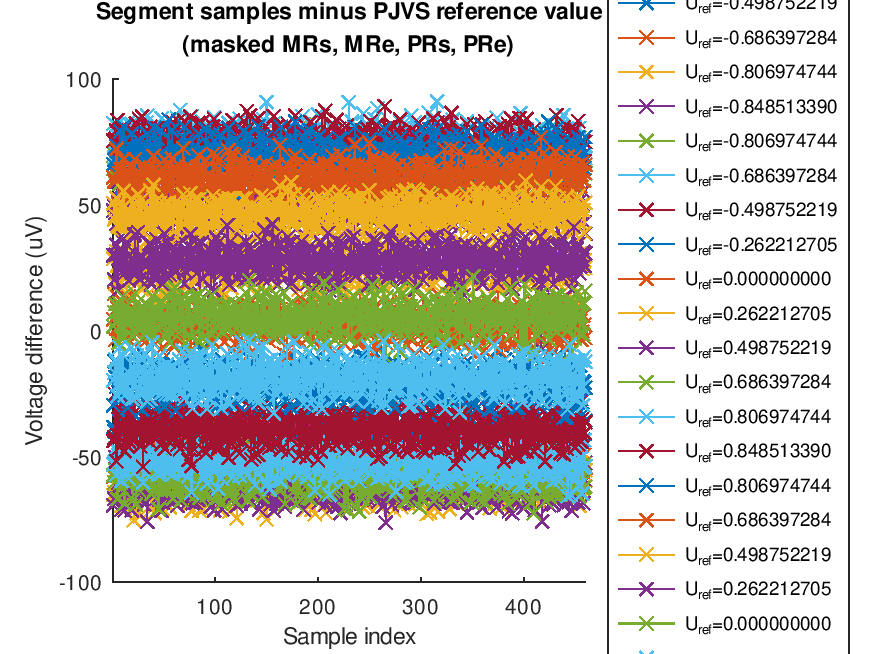 Segment samples minus PJVS reference value
(masked MRs, MRe, PRs, PRe)
100
50
0
-50
-100
Voltage difference (uV)
100
200
300
400
Sample index
Uref=-0.498752219
Uref=-0.686397284
Uref=-0.806974744
Uref=-0.848513390
Uref=-0.806974744
Uref=-0.686397284
Uref=-0.498752219
Uref=-0.262212705
Uref=0.000000000
Uref=0.262212705
Uref=0.498752219
Uref=0.686397284
Uref=0.806974744
Uref=0.848513390
Uref=0.806974744
Uref=0.686397284
Uref=0.498752219
Uref=0.262212705
Uref=0.000000000